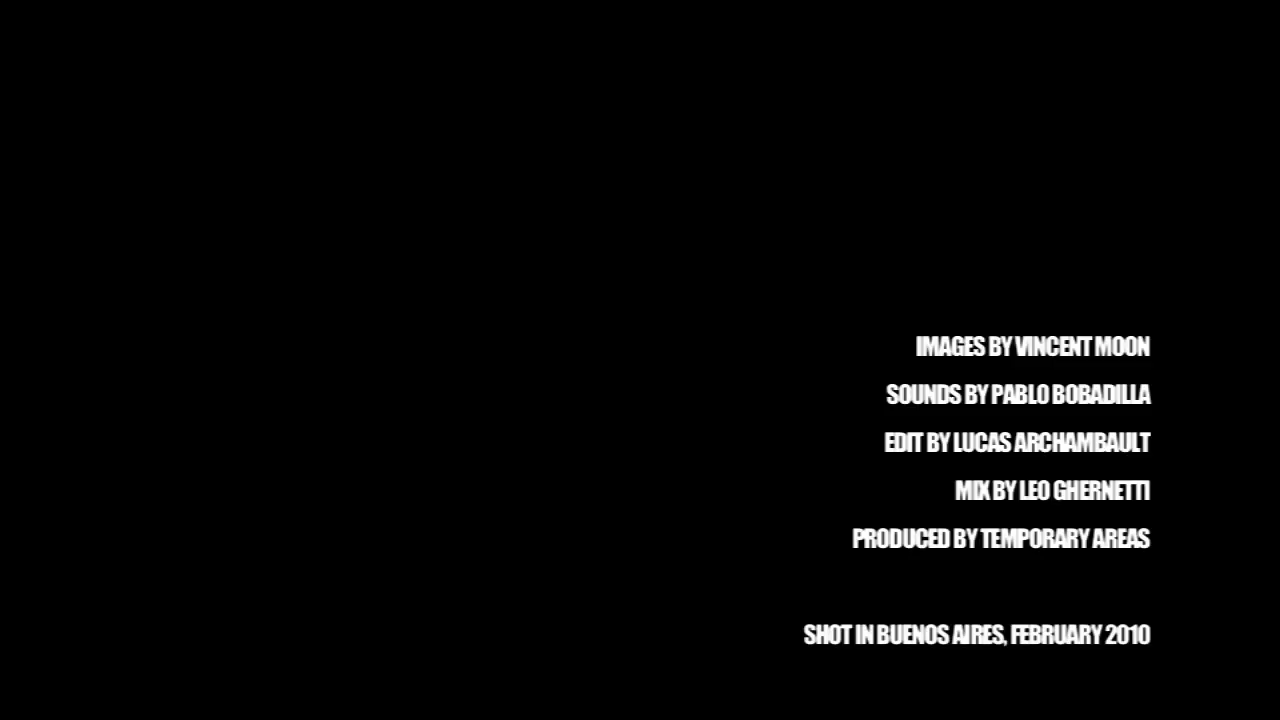 IMAGES BY VINCENT MOON
SOUNDS BY PABLO BOBADILLA
EDIT BY LUCAS ARCHAMBAULT
MIX BY LEO GHERNETTI
PRODUCED BY TEMPORARY AREAS
SHOT IN BUENOS AIRES, FEBRUARY 2010